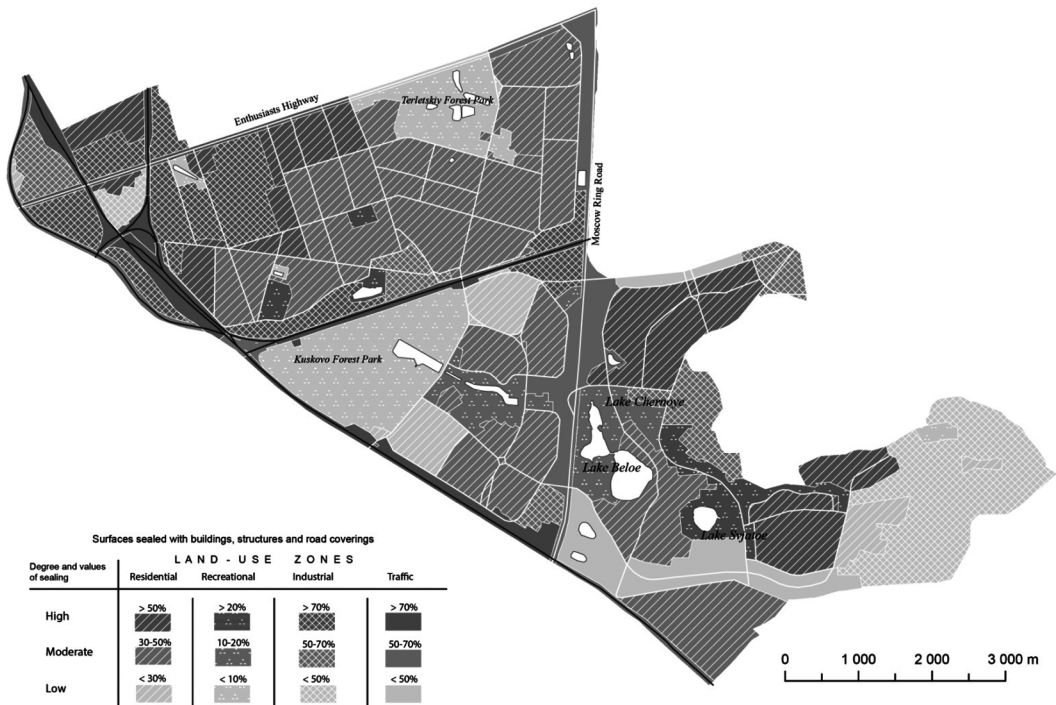 Enthusiasts Highway
Terletskiy Forest Park
Moscow Ring Road
Kuskovo Forest Park
Lake Chernoye
Lake Beloe
Lake Svjatoe
Surfaces sealed with buildings, structures and road coverings
Degree and values
of sealing
LAND - USE ZONES
Residential Recreational Industrial Traffic
High
> 50% > 20% > 70% > 70%
Moderate
30-50% 10-20% 50-70% 50-70%
Low
< 30% < 10% < 50% < 50%
0 1 000 2 000 3 000 m